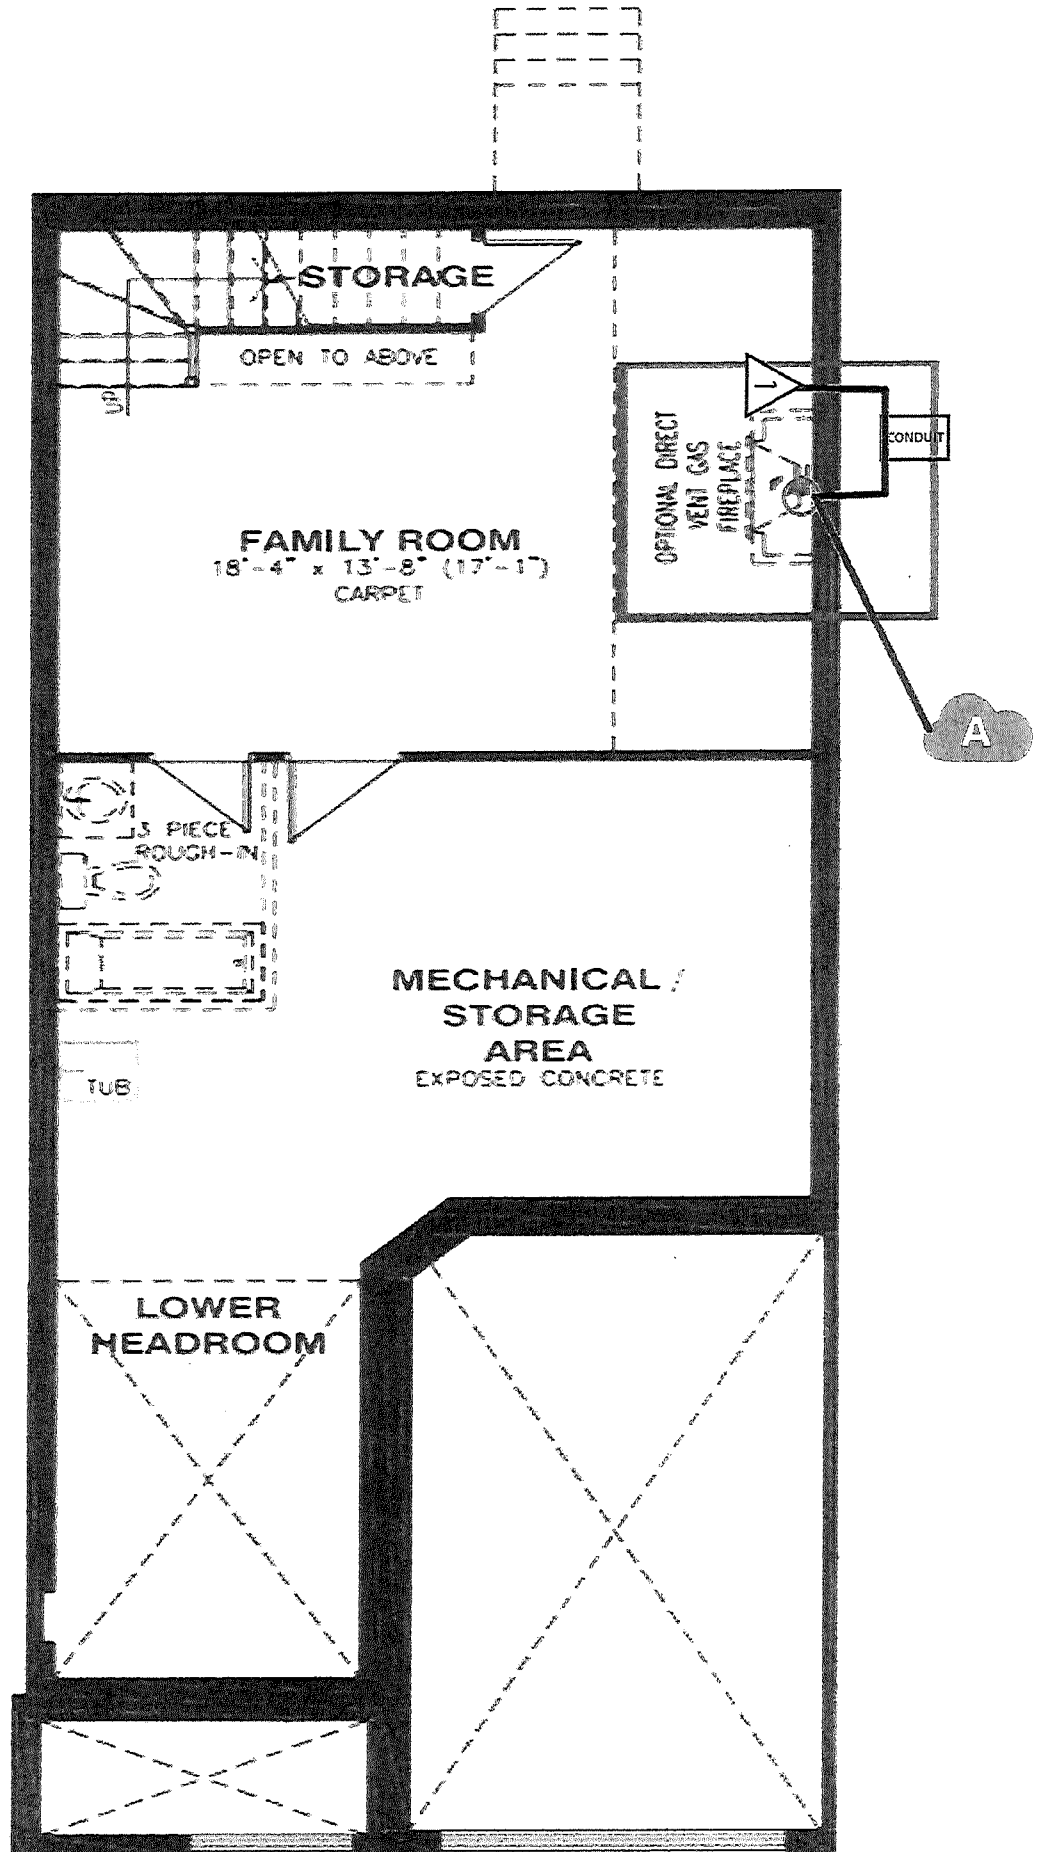 STORAGE
OPEN TO ABOVE
UP
1
CONDUIT
OPTIONAL DIRECT
VENT GAS
FIREPLACE
FAMILY ROOM
18'-4" x 13'-8" (17'-1")
CARPET
A
3 PIECE
ROUGH-IN
MECHANICAL /
STORAGE
AREA
EXPOSED CONCRETE
TUB
LOWER
HEADROOM